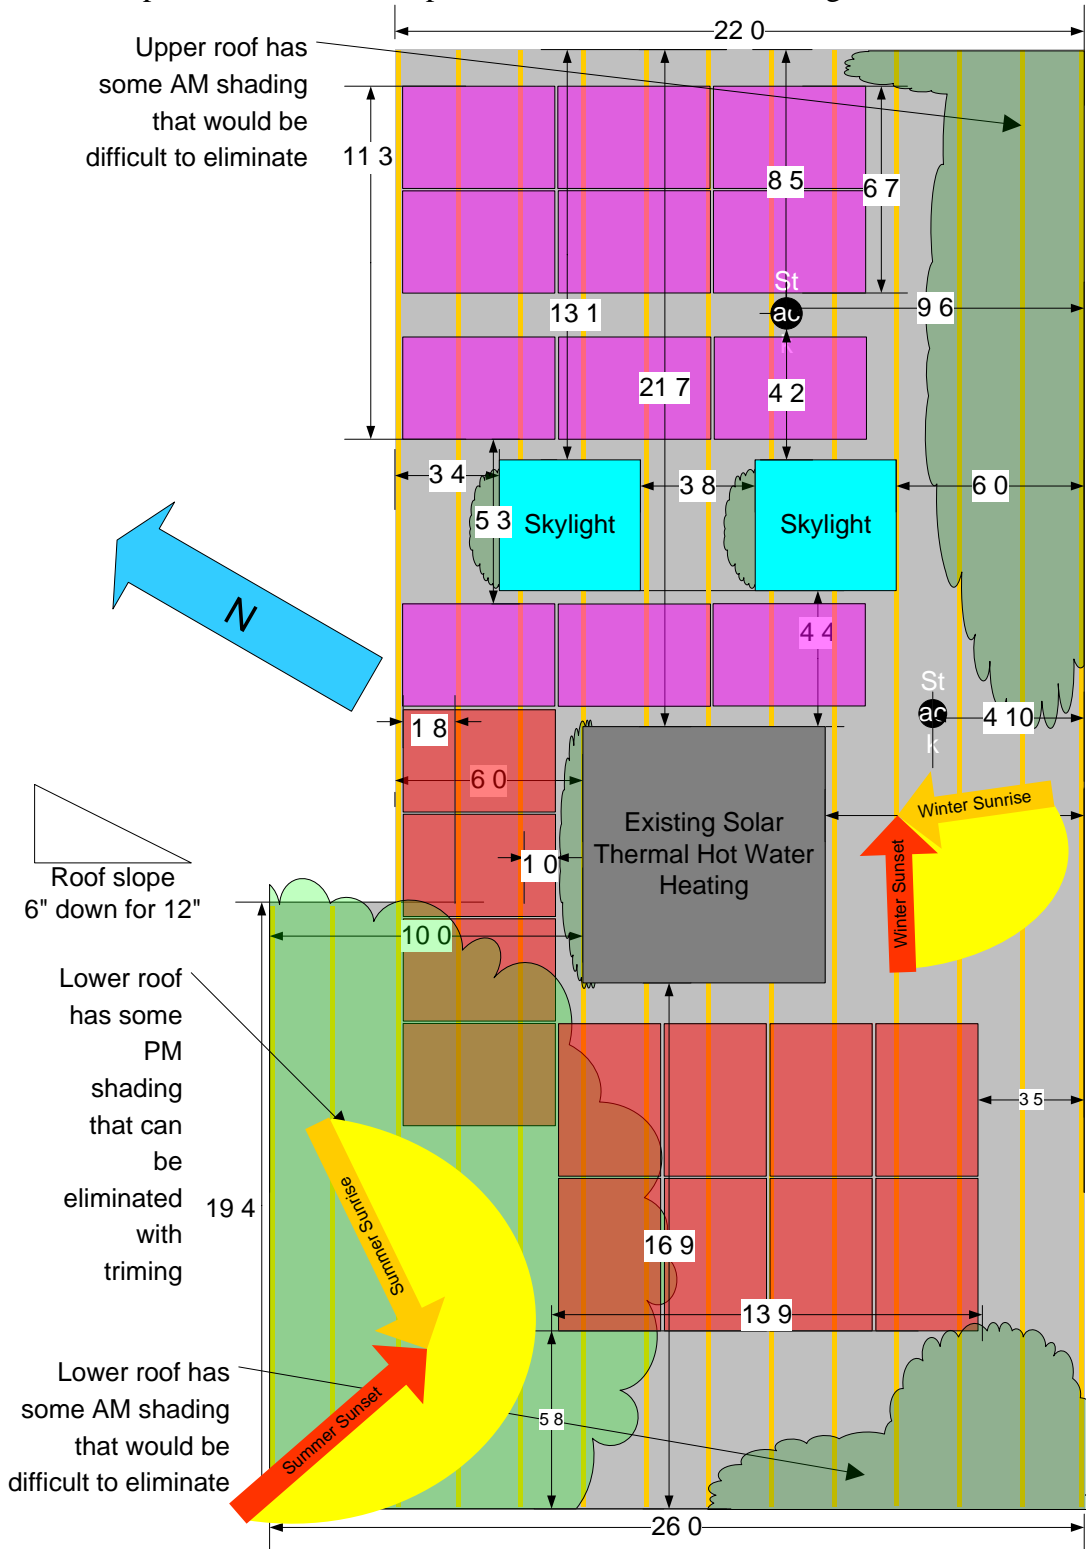 22 0
Upper roof has
some AM shading
that would be
difficult to eliminate
11 3
8 5
6 7
St
ac
k
9 6
13 1
21 7
4 2
3 4
3 8
6 0
5 3
Skylight
Skylight
N
4 4
St
ac
k
4 10
1 8
6 0
Winter Sunrise
Existing Solar
Thermal Hot Water
Heating
Winter Sunset
1 0
Roof slope
6" down for 12"
10 0
Lower roof
has some
PM
shading
that can
be
eliminated
with
triming
3 5
19 4
Summer Sunrise
16 9
13 9
Lower roof has
some AM shading
that would be
difficult to eliminate
Summer Sunset
5 8
26 0